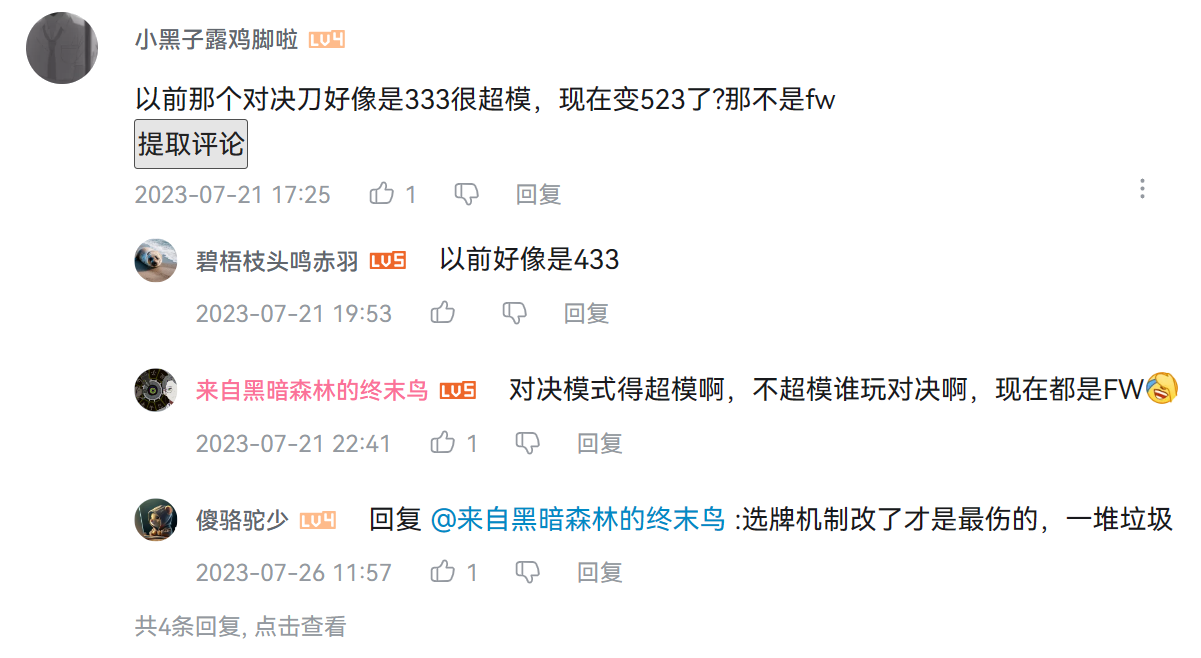 小黑子露鸡脚啦 LV4
以前那个对决刀好像是333很超模，现在变523了?那不是fw
提取评论
2023-07-21 17:25 1 回复
碧梧枝头鸣赤羽 LV5 以前好像是433
2023-07-21 19:53 回复
来自黑暗森林的终末鸟 LV5 对决模式得超模啊，不超模谁玩对决啊，现在都是FW
2023-07-21 22:41 1 回复
傻骆驼少 LV4 回复 @来自黑暗森林的终末鸟 :选牌机制改了才是最伤的，一堆垃圾
2023-07-26 11:57 1 回复
共4条回复, 点击查看